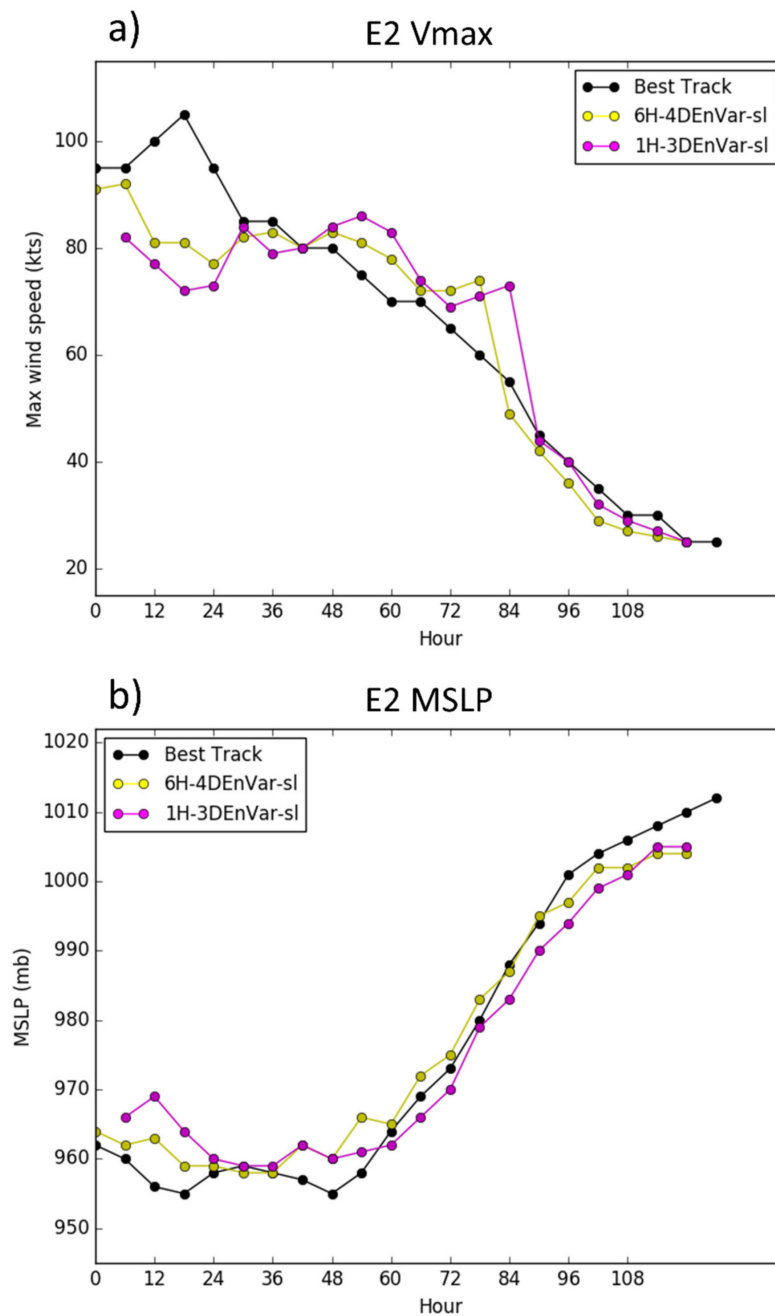 a) E2 Vmax
Best Track
6H-4DEnVar-sl
1H-3DEnVar-sl
100
80
60
40
20
Max wind speed (kts)
0 12 24 36 48 60 72 84 96 108
Hour
b) E2 MSLP
Best Track
6H-4DEnVar-sl
1H-3DEnVar-sl
1020
1010
1000
990
980
970
960
950
MSLP (mb)
0 12 24 36 48 60 72 84 96 108
Hour